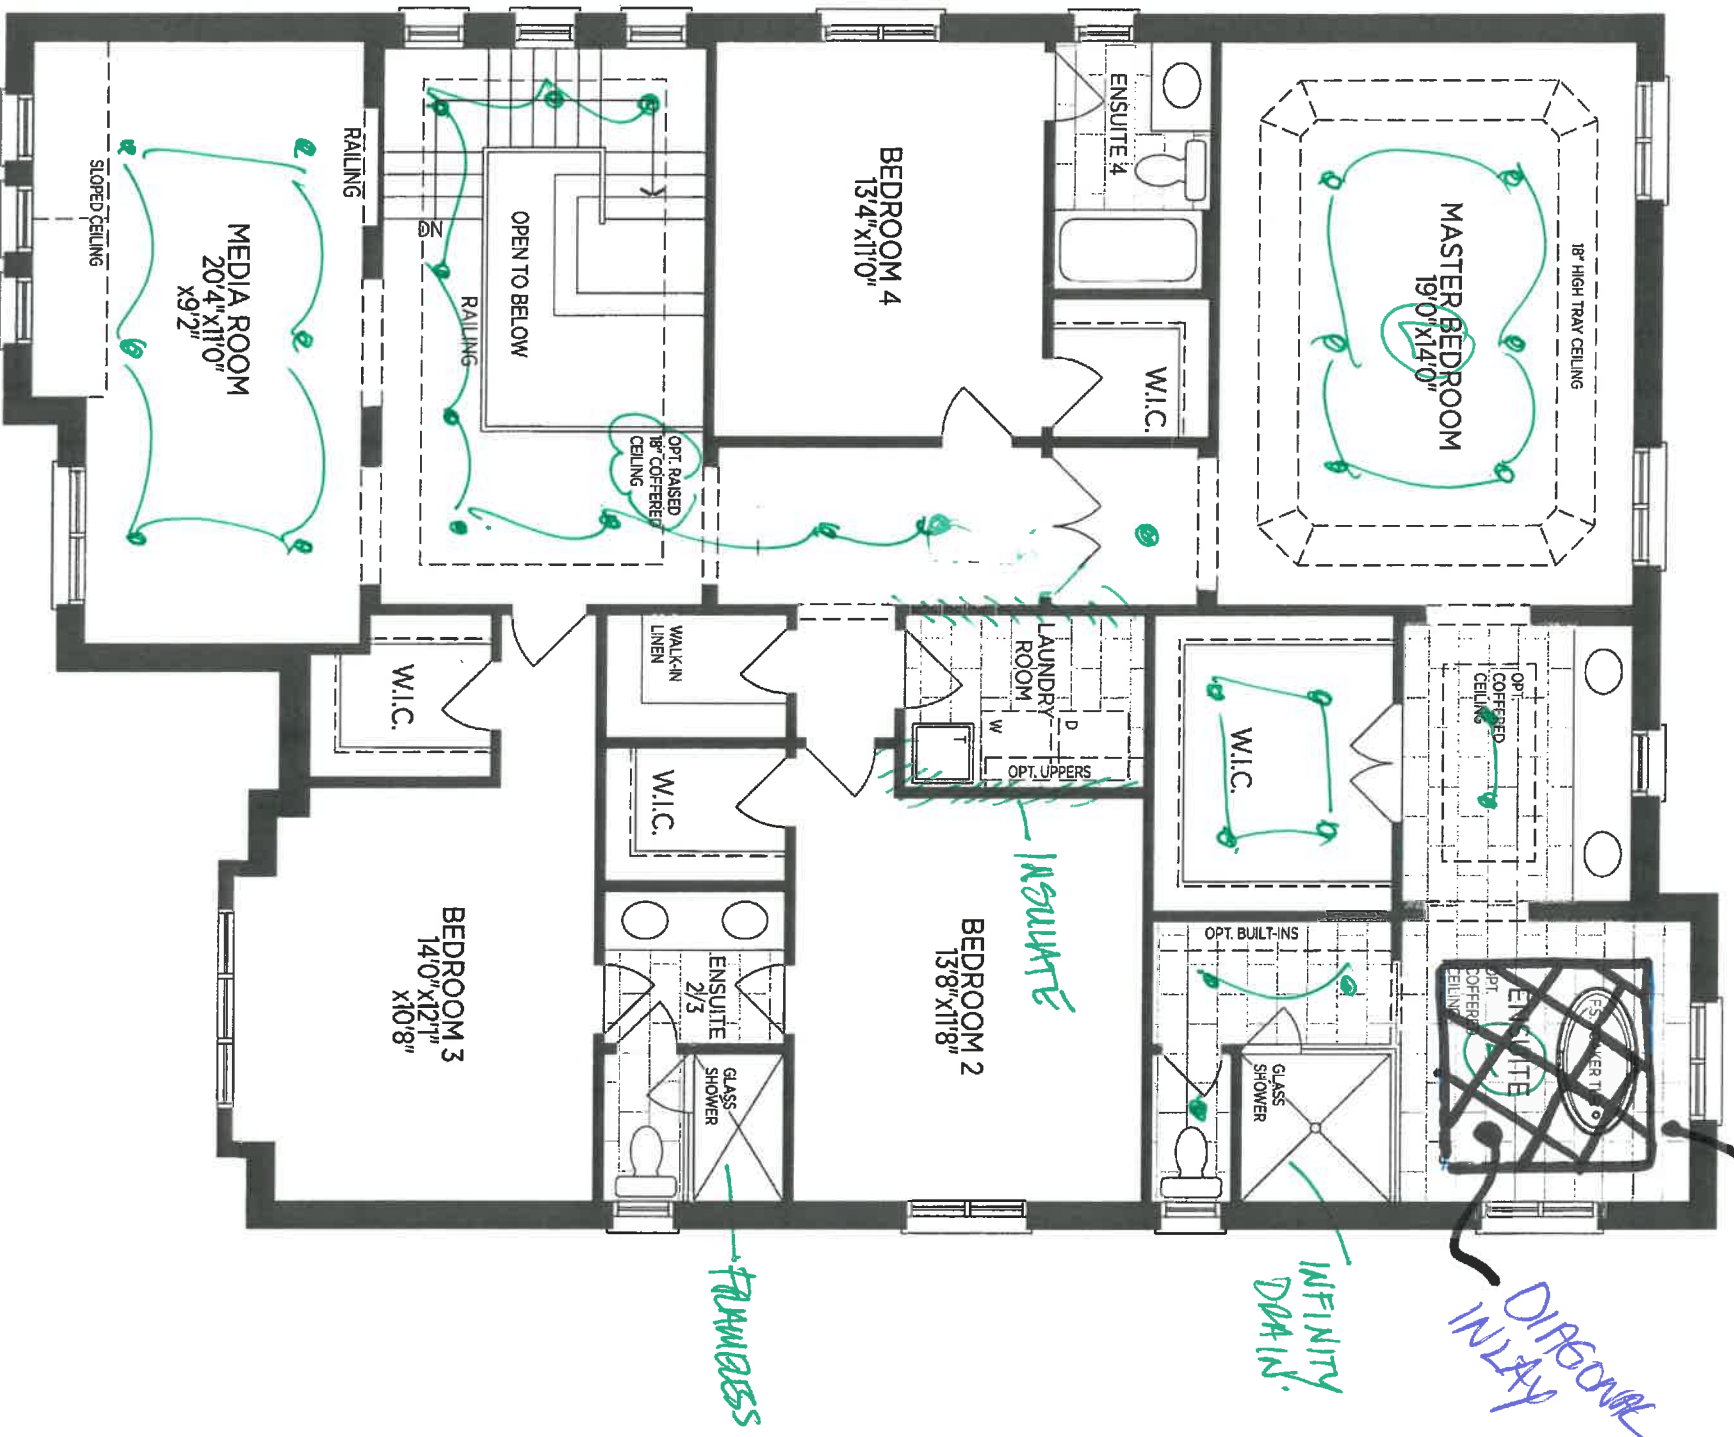 SLOPED CEILING
MEDIA ROOM
20'4"x11'0"
x9'2"
RAILING
DN
RAILING
OPEN TO BELOW
OPT. RAISED
18" COFFERED
CEILING
BEDROOM 4
13'4"x11'0"
ENSUITE 4
W.I.C.
MASTER BEDROOM
19'0"x14'0"
18" HIGH TRAY CEILING
W.I.C.
WALK-IN
LINEN
LAUNDRY
ROOM
W
D
T
OPT. UPPERS
INSULATE
W.I.C.
OPT.
COFFERED
CEILING
W.I.C.
BEDROOM 3
14'0"x12'1"
x10'8"
ENSUITE
2/3
GLASS
SHOWER
FRAMELESS
BEDROOM 2
13'8"x11'8"
OPT. BUILT-INS
GLASS
SHOWER
INFINITY
DRAIN.
OPT.
COFFERED
CEILING
ENSUITE
DIAGONAL
INLAY